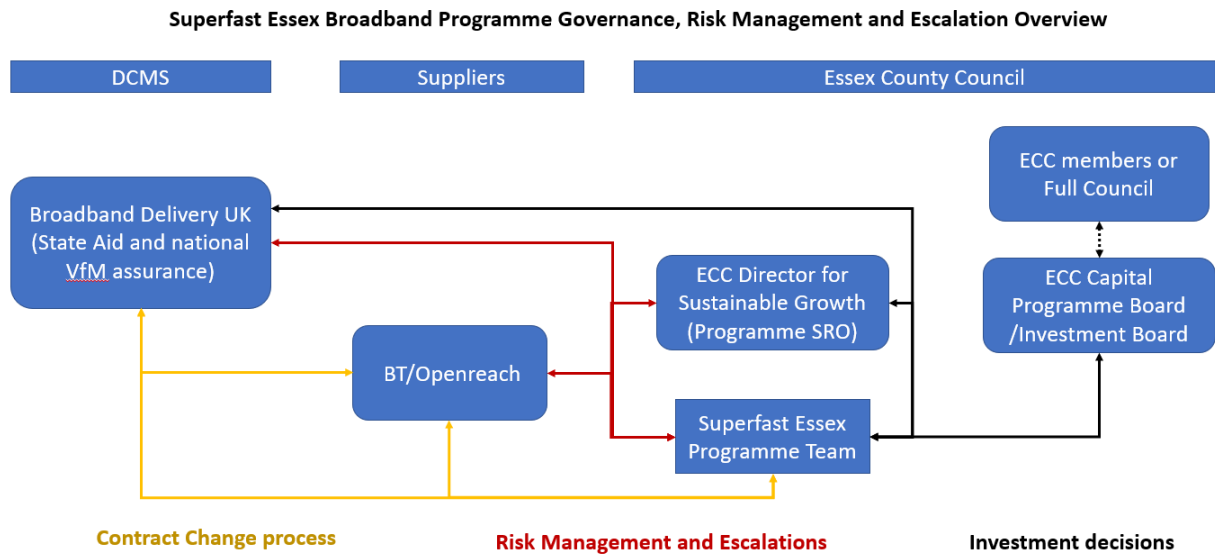 Superfast Essex Broadband Programme Governance, Risk Management and Escalation Overview
DCMS
Suppliers
Essex County Council
ECC members or
Full Council
Broadband Delivery UK
(State Aid and national
VfM assurance)
ECC Director for
Sustainable Growth
(Programme SRO)
ECC Capital
Programme Board
/Investment Board
BT/Openreach
Superfast Essex
Programme Team
Contract Change process
Risk Management and Escalations
Investment decisions